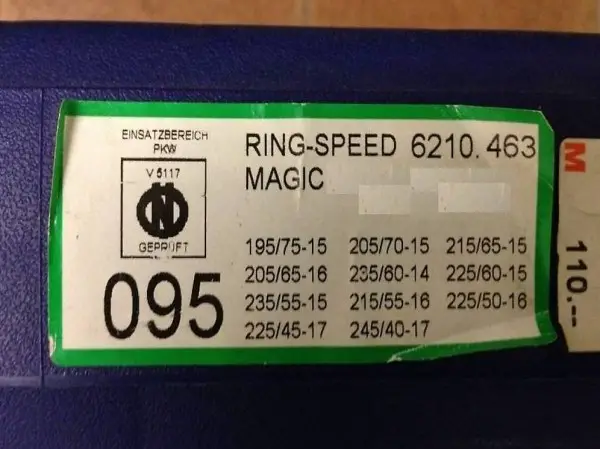 EINSATZBEREICH
PKW
V 5117
GEPRÜFT
095
RING-SPEED 6210.463
MAGIC
195/75-15 205/70-15 215/65-15
205/65-16 235/60-14 225/60-15
235/55-15 215/55-16 225/50-16
225/45-17 245/40-17
M
110.--